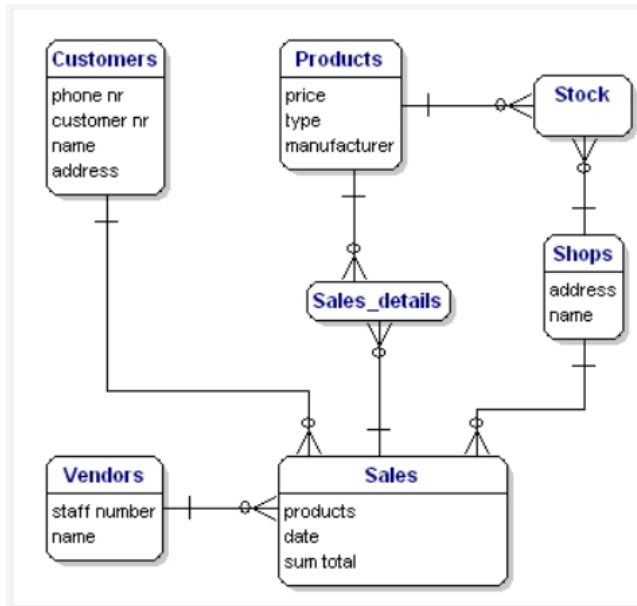 Customers
phone nr
customer nr
name
address
Products
price
type
manufacturer
Stock
Shops
address
name
Sales_details
Vendors
staff number
name
Sales
products
date
sum total